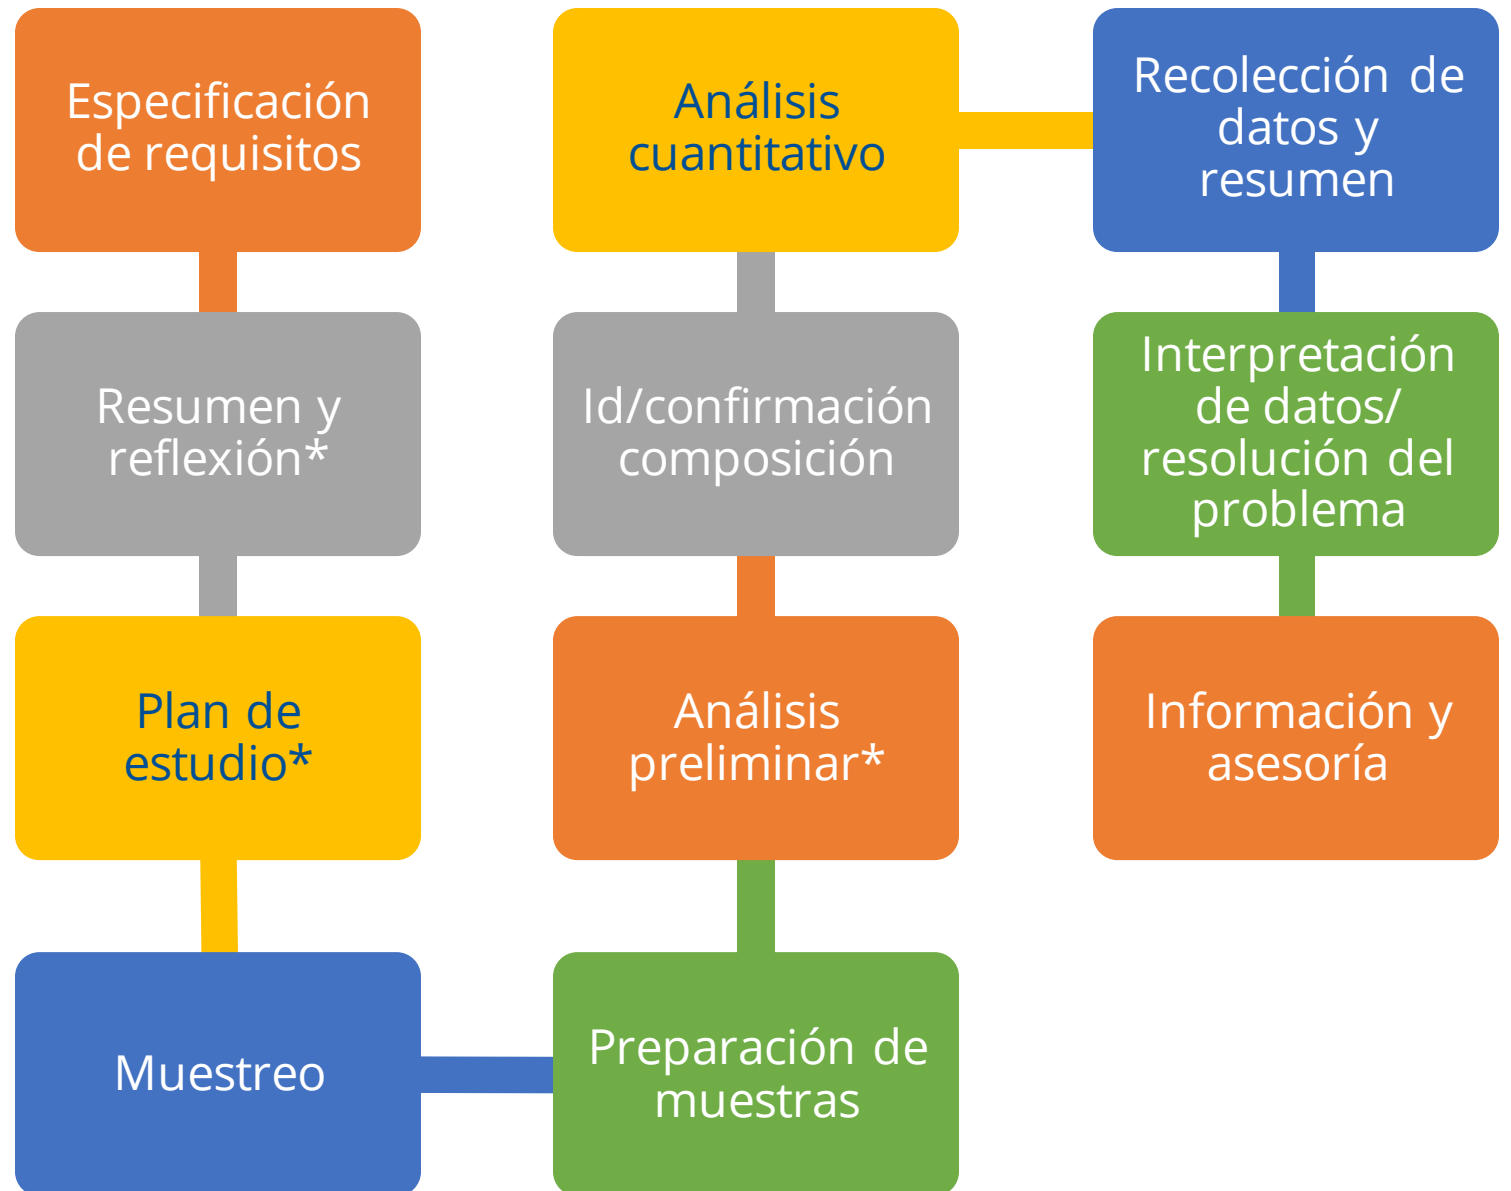 Especificación
de requisitos
Resumen y
reflexión*
Plan de
estudio*
Muestreo
Preparación de
muestras
Análisis
preliminar*
Id/confirmación
composición
Análisis
cuantitativo
Recolección de
datos y
resumen
Interpretación
de datos/
resolución del
problema
Información y
asesoría